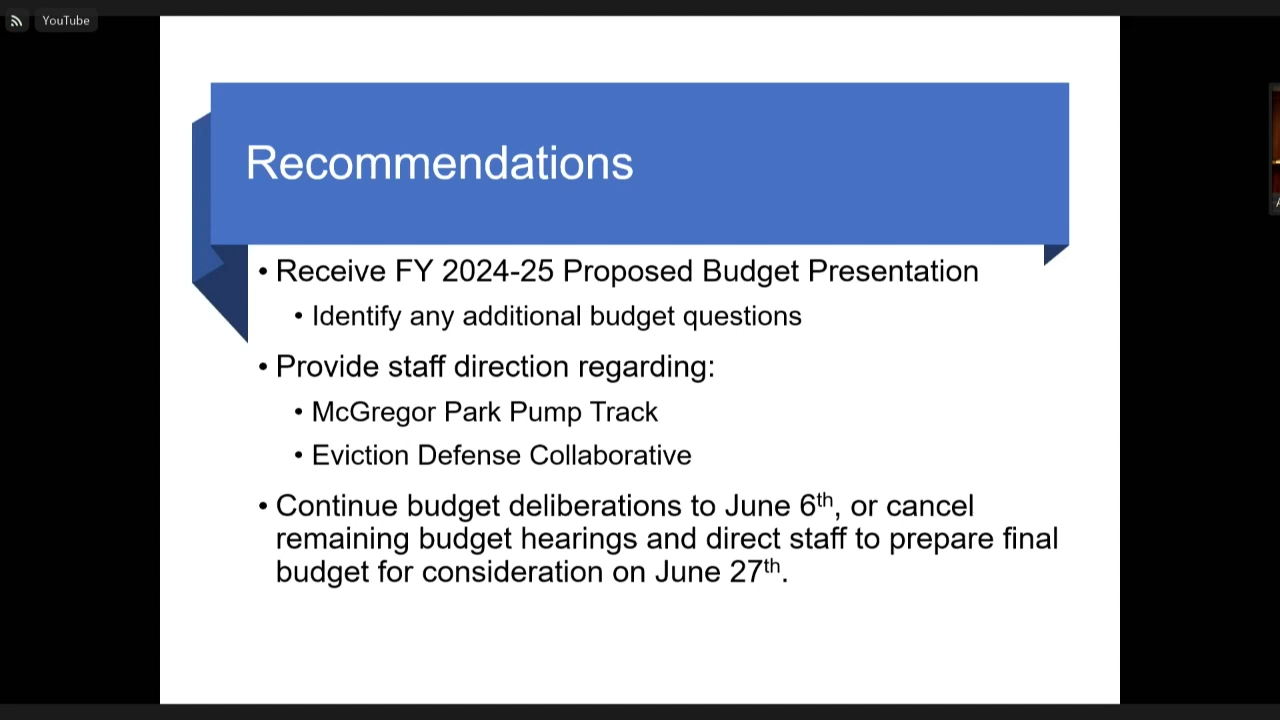 YouTube
Recommendations
• Receive FY 2024-25 Proposed Budget Presentation
• Identify any additional budget questions
• Provide staff direction regarding:
• McGregor Park Pump Track
• Eviction Defense Collaborative
• Continue budget deliberations to June 6th, or cancel
remaining budget hearings and direct staff to prepare final
budget for consideration on June 27th.